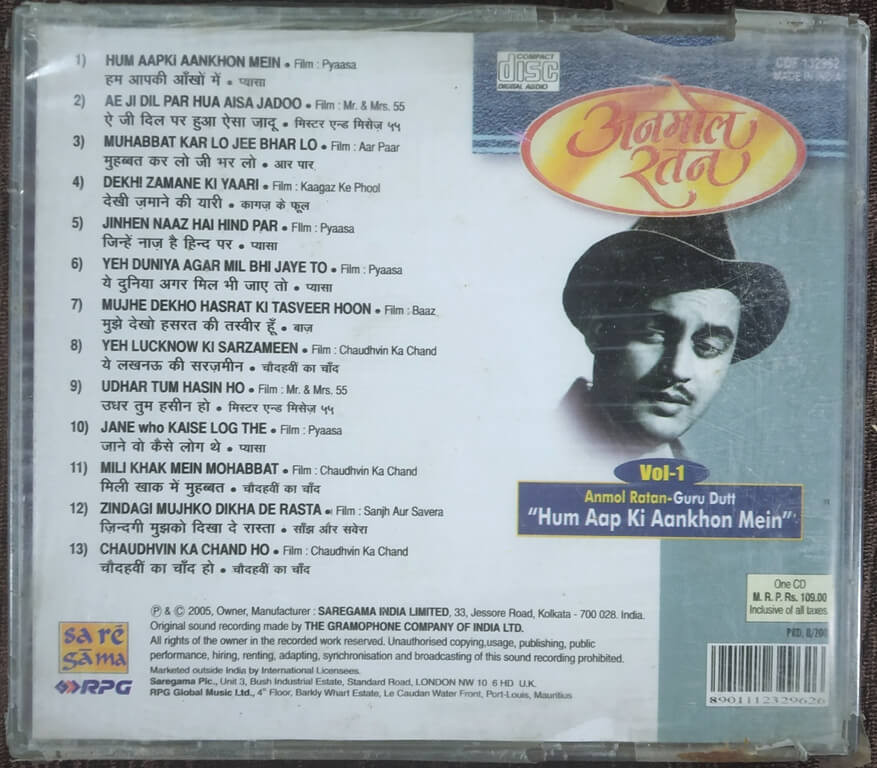 1) HUM AAPKI AANKHON MEIN • Film : Pyaasa
हम आपकी आँखों में • प्यासा
2) AE JI DIL PAR HUA AISA JADOO • Film : Mr. & Mrs. 55
ऐ जी दिल पर हुआ ऐसा जादू • मिस्टर एन्ड मिसेज़ ५५
3) MUHABBAT KAR LO JEE BHAR LO • Film : Aar Paar
मुहब्बत कर लो जी भर लो • आर पार
4) DEKHI ZAMANE KI YAARI • Film : Kaagaz Ke Phool
देखी ज़माने की यारी • कागज़ के फूल
5) JINHEN NAAZ HAI HIND PAR • Film : Pyaasa
जिन्हें नाज़ है हिन्द पर • प्यासा
6) YEH DUNIYA AGAR MIL BHI JAYE TO • Film : Pyaasa
ये दुनिया अगर मिल भी जाए तो • प्यासा
7) MUJHE DEKHO HASRAT KI TASVEER HOON • Film : Baaz
मुझे देखो हसरत की तस्वीर हूँ • बाज़
8) YEH LUCKNOW KI SARZAMEEN • Film : Chaudhvin Ka Chand
ये लखनऊ की सरज़मीन • चौदहवीं का चाँद
9) UDHAR TUM HASIN HO • Film : Mr. & Mrs. 55
उधर तुम हसीन हो • मिस्टर एन्ड मिसेज़ ५५
10) JANE who KAISE LOG THE • Film : Pyaasa
जाने वो कैसे लोग थे • प्यासा
11) MILI KHAK MEIN MOHABBAT • Film : Chaudhvin Ka Chand
मिली खाक में मुहब्बत • चौदहवीं का चाँद
12) ZINDAGI MUJHKO DIKHA DE RASTA • Film : Sanjh Aur Savera
ज़िन्दगी मुझको दिखा दे रास्ता • साँझ और सवेरा
13) CHAUDHVIN KA CHAND HO • Film : Chaudhvin Ka Chand
चौदहवीं का चाँद हो • चौदहवीं का चाँद
COMPACT
disc
DIGITAL AUDIO
CDF 132962
MADE IN INDIA
अनमोल
रतन
Vol-1
Anmol Ratan-Guru Dutt
"Hum Aap Ki Aankhon Mein"
One CD
M. R. P. Rs. 109.00
Inclusive of all taxes
PKD. 8/200
8901112329626
sa rē
gā ma
RPG
℗ & © 2005, Owner, Manufacturer : SAREGAMA INDIA LIMITED, 33, Jessore Road, Kolkata - 700 028. India.
Original sound recording made by THE GRAMOPHONE COMPANY OF INDIA LTD.
All rights of the owner in the recorded work reserved. Unauthorised copying,usage, publishing, public
performance, hiring, renting, adapting, synchronisation and broadcasting of this sound recording prohibited.
Marketed outside India by International Licensees.
Saregama Plc., Unit 3, Bush Industrial Estate, Standard Road, LONDON NW 10 6 HD U.K.
RPG Global Music Ltd., 4th Floor, Barkly Whart Estate, Le Caudan Water Front, Port-Louis, Mauritius